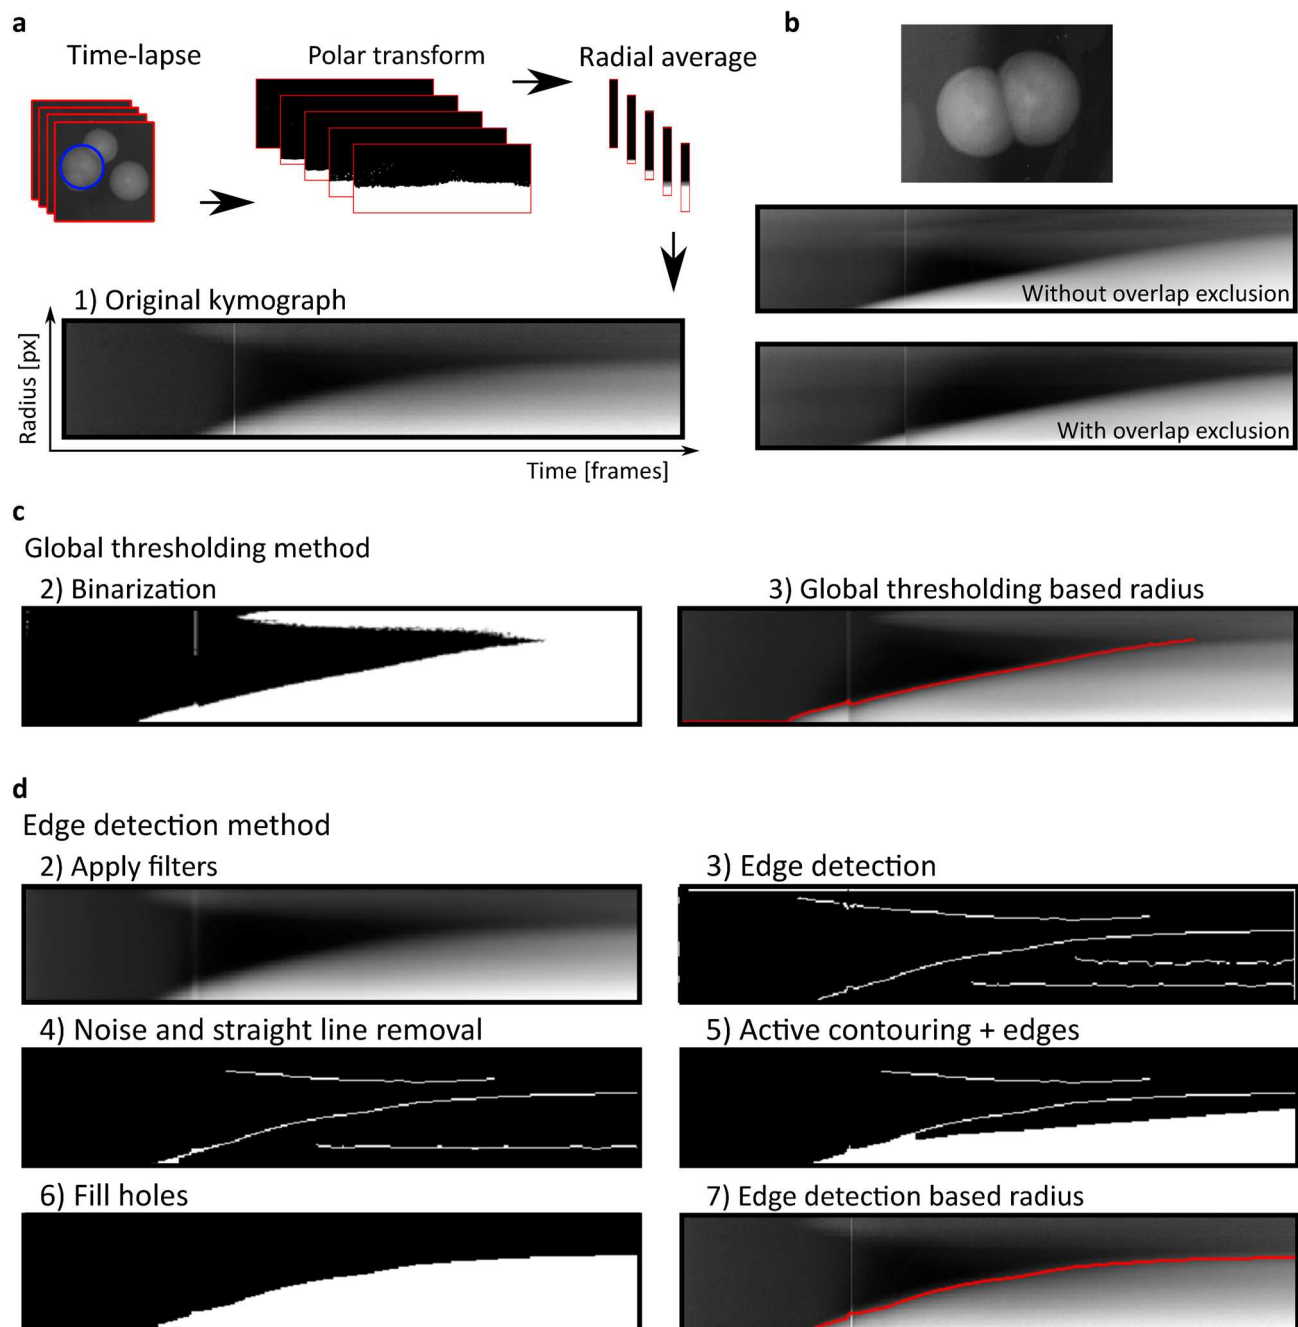 a
Time-lapse
Polar transform
Radial average
1) Original kymograph
Radius [px]
Time [frames]
b
Without overlap exclusion
With overlap exclusion
c
Global thresholding method
2) Binarization
3) Global thresholding based radius
d
Edge detection method
2) Apply filters
3) Edge detection
4) Noise and straight line removal
5) Active contouring + edges
6) Fill holes
7) Edge detection based radius